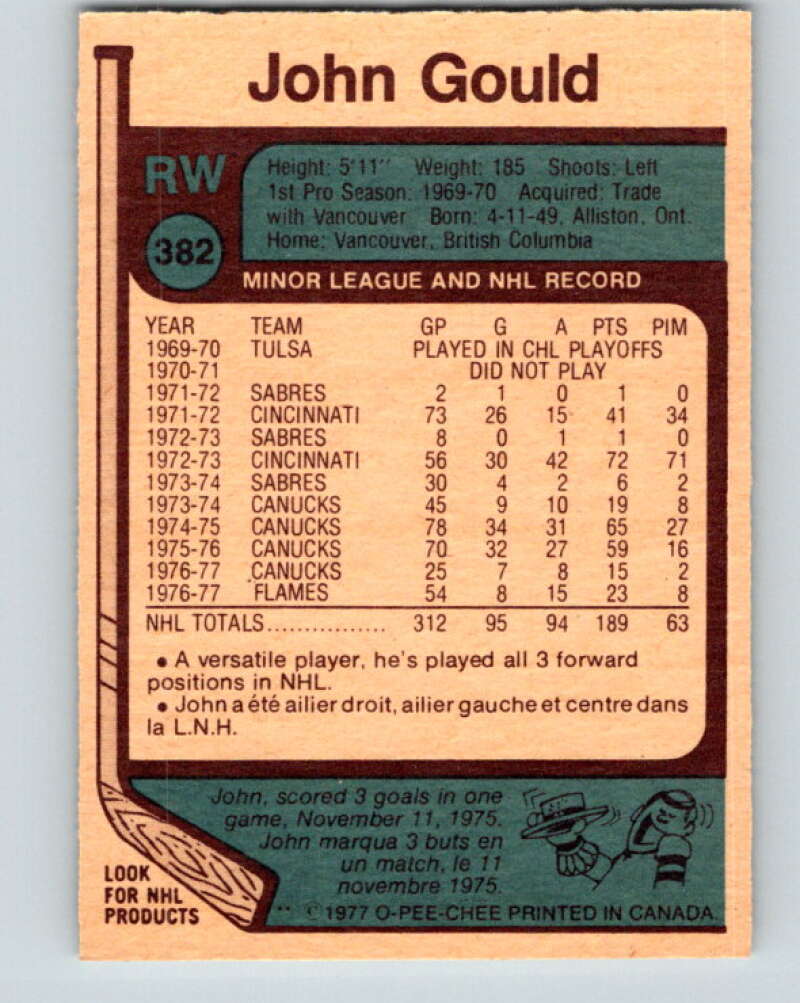 John Gould
RW
382
Height: 5'11" Weight: 185 Shoots: Left
1st Pro Season: 1969-70 Acquired: Trade
with Vancouver Born: 4-11-49, Alliston, Ont.
Home: Vancouver, British Columbia
MINOR LEAGUE AND NHL RECORD
YEAR TEAM GP G A PTS PIM
1969-70 TULSA PLAYED IN CHL PLAYOFFS
1970-71 DID NOT PLAY
1971-72 SABRES 2 1 0 1 0
1971-72 CINCINNATI 73 26 15 41 34
1972-73 SABRES 8 0 1 1 0
1972-73 CINCINNATI 56 30 42 72 71
1973-74 SABRES 30 4 2 6 2
1973-74 CANUCKS 45 9 10 19 8
1974-75 CANUCKS 78 34 31 65 27
1975-76 CANUCKS 70 32 27 59 16
1976-77 CANUCKS 25 7 8 15 2
1976-77 FLAMES 54 8 15 23 8
NHL TOTALS................ 312 95 94 189 63
• A versatile player, he's played all 3 forward
positions in NHL.
• John a été ailier droit, ailier gauche et centre dans
la L.N.H.
John, scored 3 goals in one
game, November 11, 1975.
John marqua 3 buts en
un match, le 11
novembre 1975.
LOOK
FOR NHL
PRODUCTS
** ©1977 O-PEE-CHEE PRINTED IN CANADA.